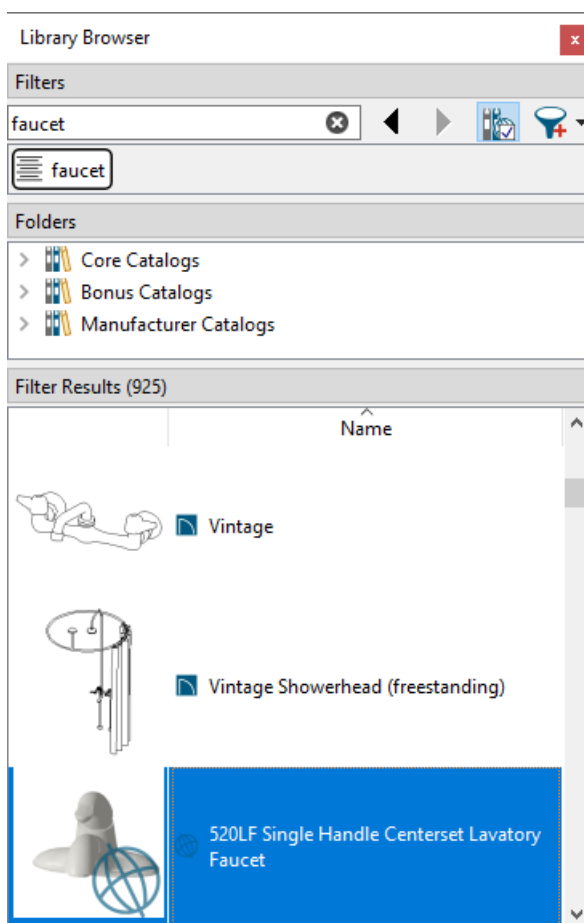 Library Browser
x
Filters
faucet
faucet
Folders
Core Catalogs
Bonus Catalogs
Manufacturer Catalogs
Filter Results (925)
Name
Vintage
Vintage Showerhead (freestanding)
520LF Single Handle Centerset Lavatory
Faucet